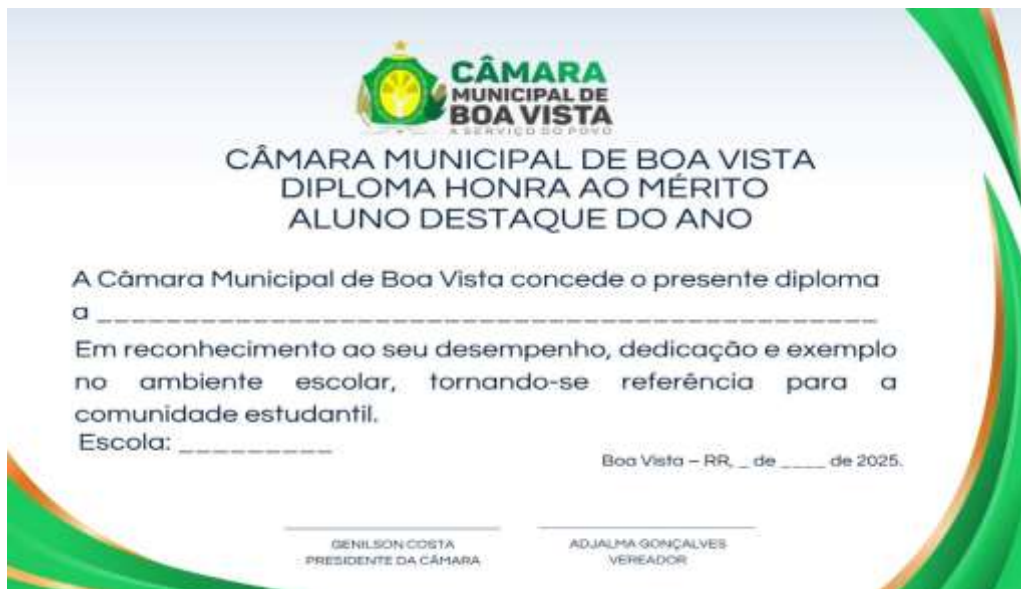 CÂMARA
MUNICIPAL DE
BOA VISTA
A SERVIÇO DO POVO
CÂMARA MUNICIPAL DE BOA VISTA
DIPLOMA HONRA AO MÉRITO
ALUNO DESTAQUE DO ANO
A Câmara Municipal de Boa Vista concede o presente diploma
a _____________________________________________
Em reconhecimento ao seu desempenho, dedicação e exemplo
no ambiente escolar, tornando-se referência para a
comunidade estudantil.
Escola: _________
Boa Vista – RR, _ de ____ de 2025.
GENILSON COSTA
PRESIDENTE DA CÂMARA
ADJALMA GONÇALVES
VEREADOR